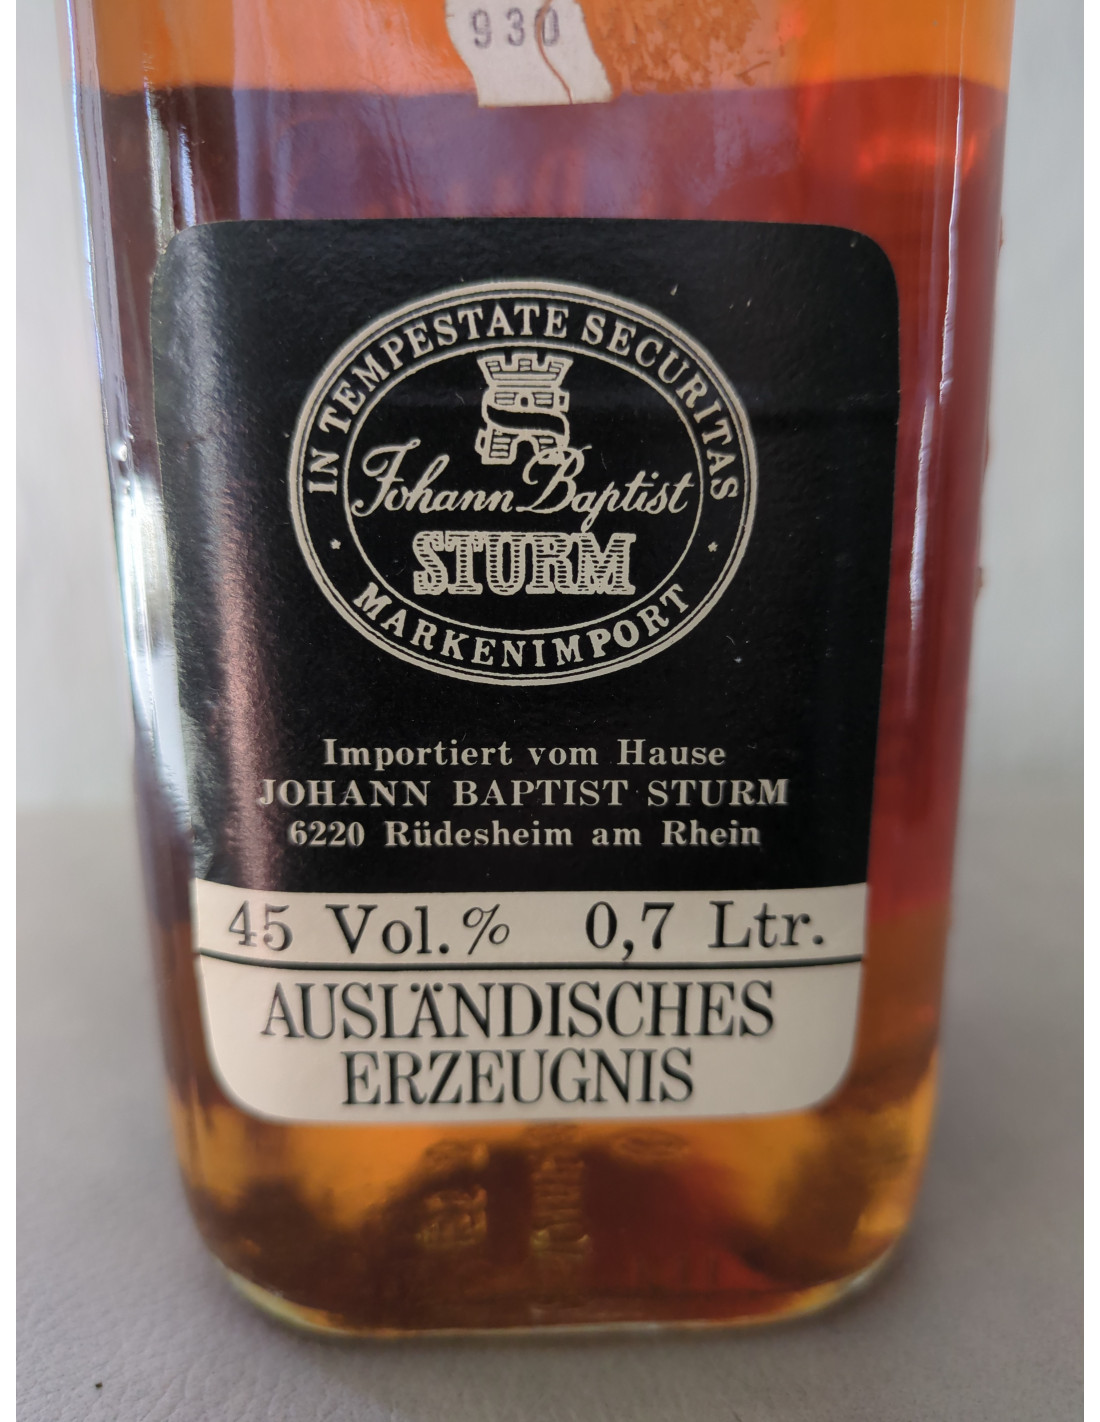 930
IN TEMPESTATE SECURITAS
Johann Baptist
STURM
MARKENIMPORT
Importiert vom Hause
JOHANN BAPTIST STURM
6220 Rüdesheim am Rhein
45 Vol.% 0,7 Ltr.
AUSLÄNDISCHES
ERZEUGNIS